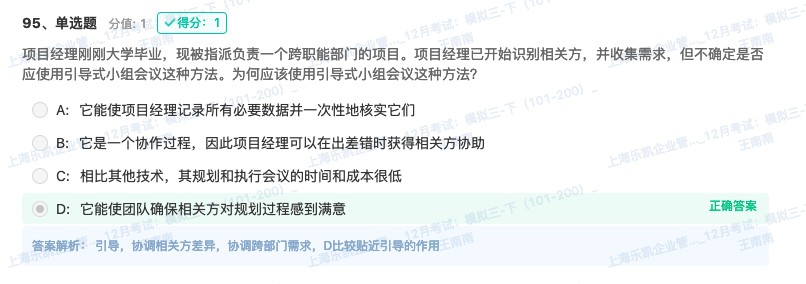 95、单选题 分值: 1 ✓得分：1
项目经理刚刚大学毕业，现被指派负责一个跨职能部门的项目。项目经理已开始识别相关方，并收集需求，但不确定是否
应使用引导式小组会议这种方法。为何应该使用引导式小组会议这种方法?
A: 它能使项目经理记录所有必要数据并一次性地核实它们
B: 它是一个协作过程，因此项目经理可以在出差错时获得相关方协助
C: 相比其他技术，其规划和执行会议的时间和成本很低
D: 它能使团队确保相关方对规划过程感到满意 正确答案
答案解析： 引导，协调相关方差异，协调跨部门需求，D比较贴近引导的作用
上海乐凯企业管..._12月考试：模拟三-下（101-200）_
王南南